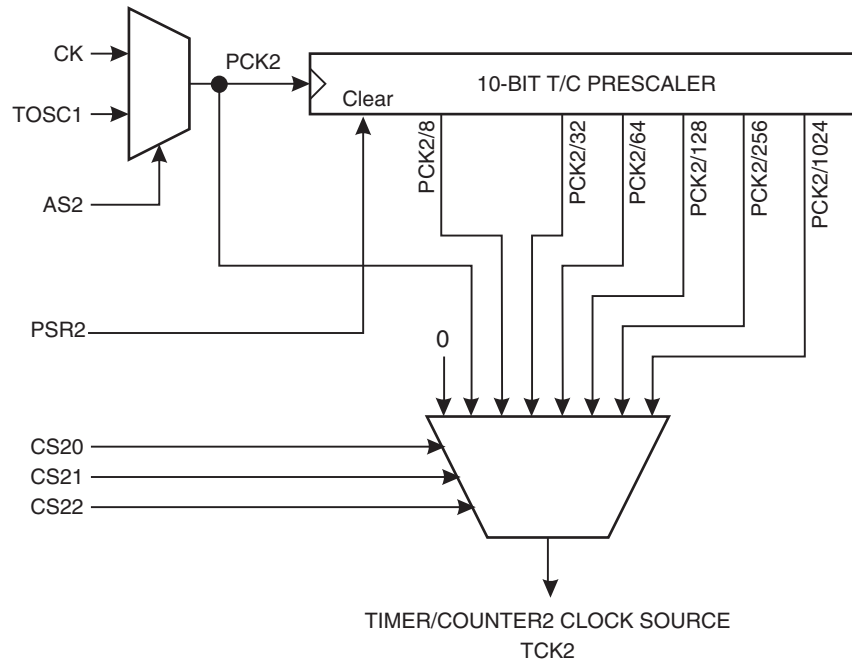 CK
PCK2
10-BIT T/C PRESCALER
TOSC1
Clear
PCK2/8
PCK2/32
PCK2/64
PCK2/128
PCK2/256
PCK2/1024
AS2
PSR2
0
CS20
CS21
CS22
TIMER/COUNTER2 CLOCK SOURCE
TCK2